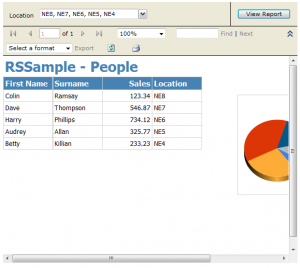 Location NE8, NE7, NE6, NE5, NE4 View Report
1 of 1 100% Find | Next
Select a format Export
RSSample - People
First Name Surname Sales Location
Colin Ramsay 123.34 NE8
Dave Thompson 546.87 NE7
Harry Phillips 734.12 NE6
Audrey Allan 325.77 NE5
Betty Killian 233.23 NE4